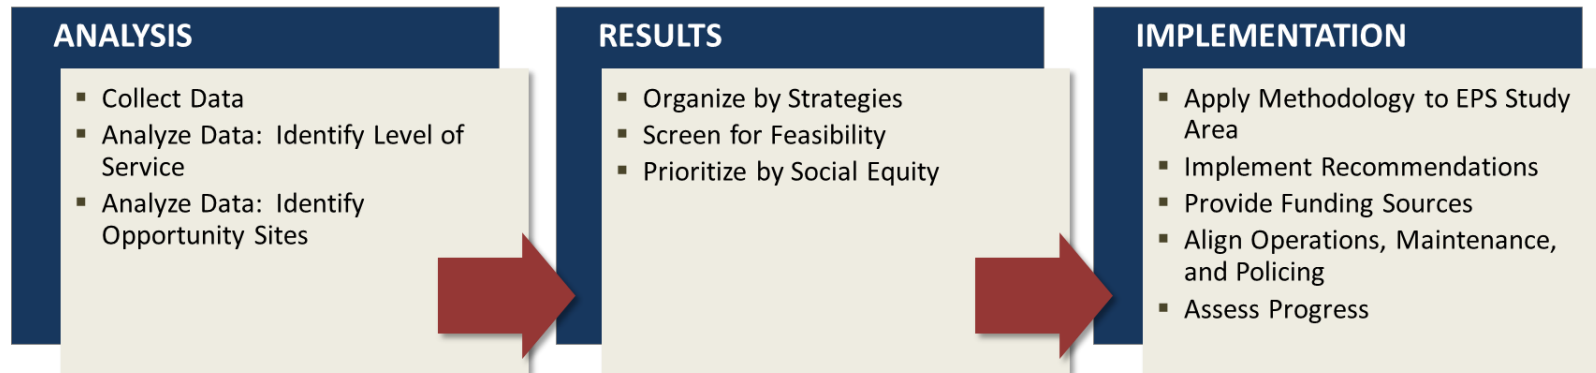 ANALYSIS
▪ Collect Data
▪ Analyze Data: Identify Level of
Service
▪ Analyze Data: Identify
Opportunity Sites
RESULTS
▪ Organize by Strategies
▪ Screen for Feasibility
▪ Prioritize by Social Equity
IMPLEMENTATION
▪ Apply Methodology to EPS Study
Area
▪ Implement Recommendations
▪ Provide Funding Sources
▪ Align Operations, Maintenance,
and Policing
▪ Assess Progress